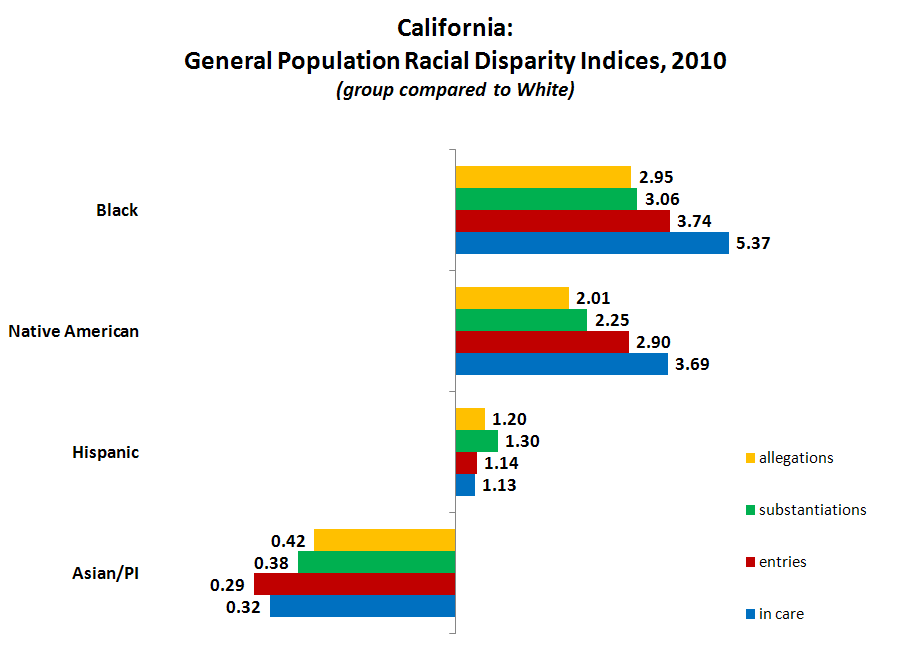 California:
General Population Racial Disparity Indices, 2010
(group compared to White)
Black
2.95
3.06
3.74
5.37
Native American
2.01
2.25
2.90
3.69
Hispanic
1.20
1.30
1.14
1.13
Asian/PI
0.42
0.38
0.29
0.32
allegations
substantiations
entries
in care